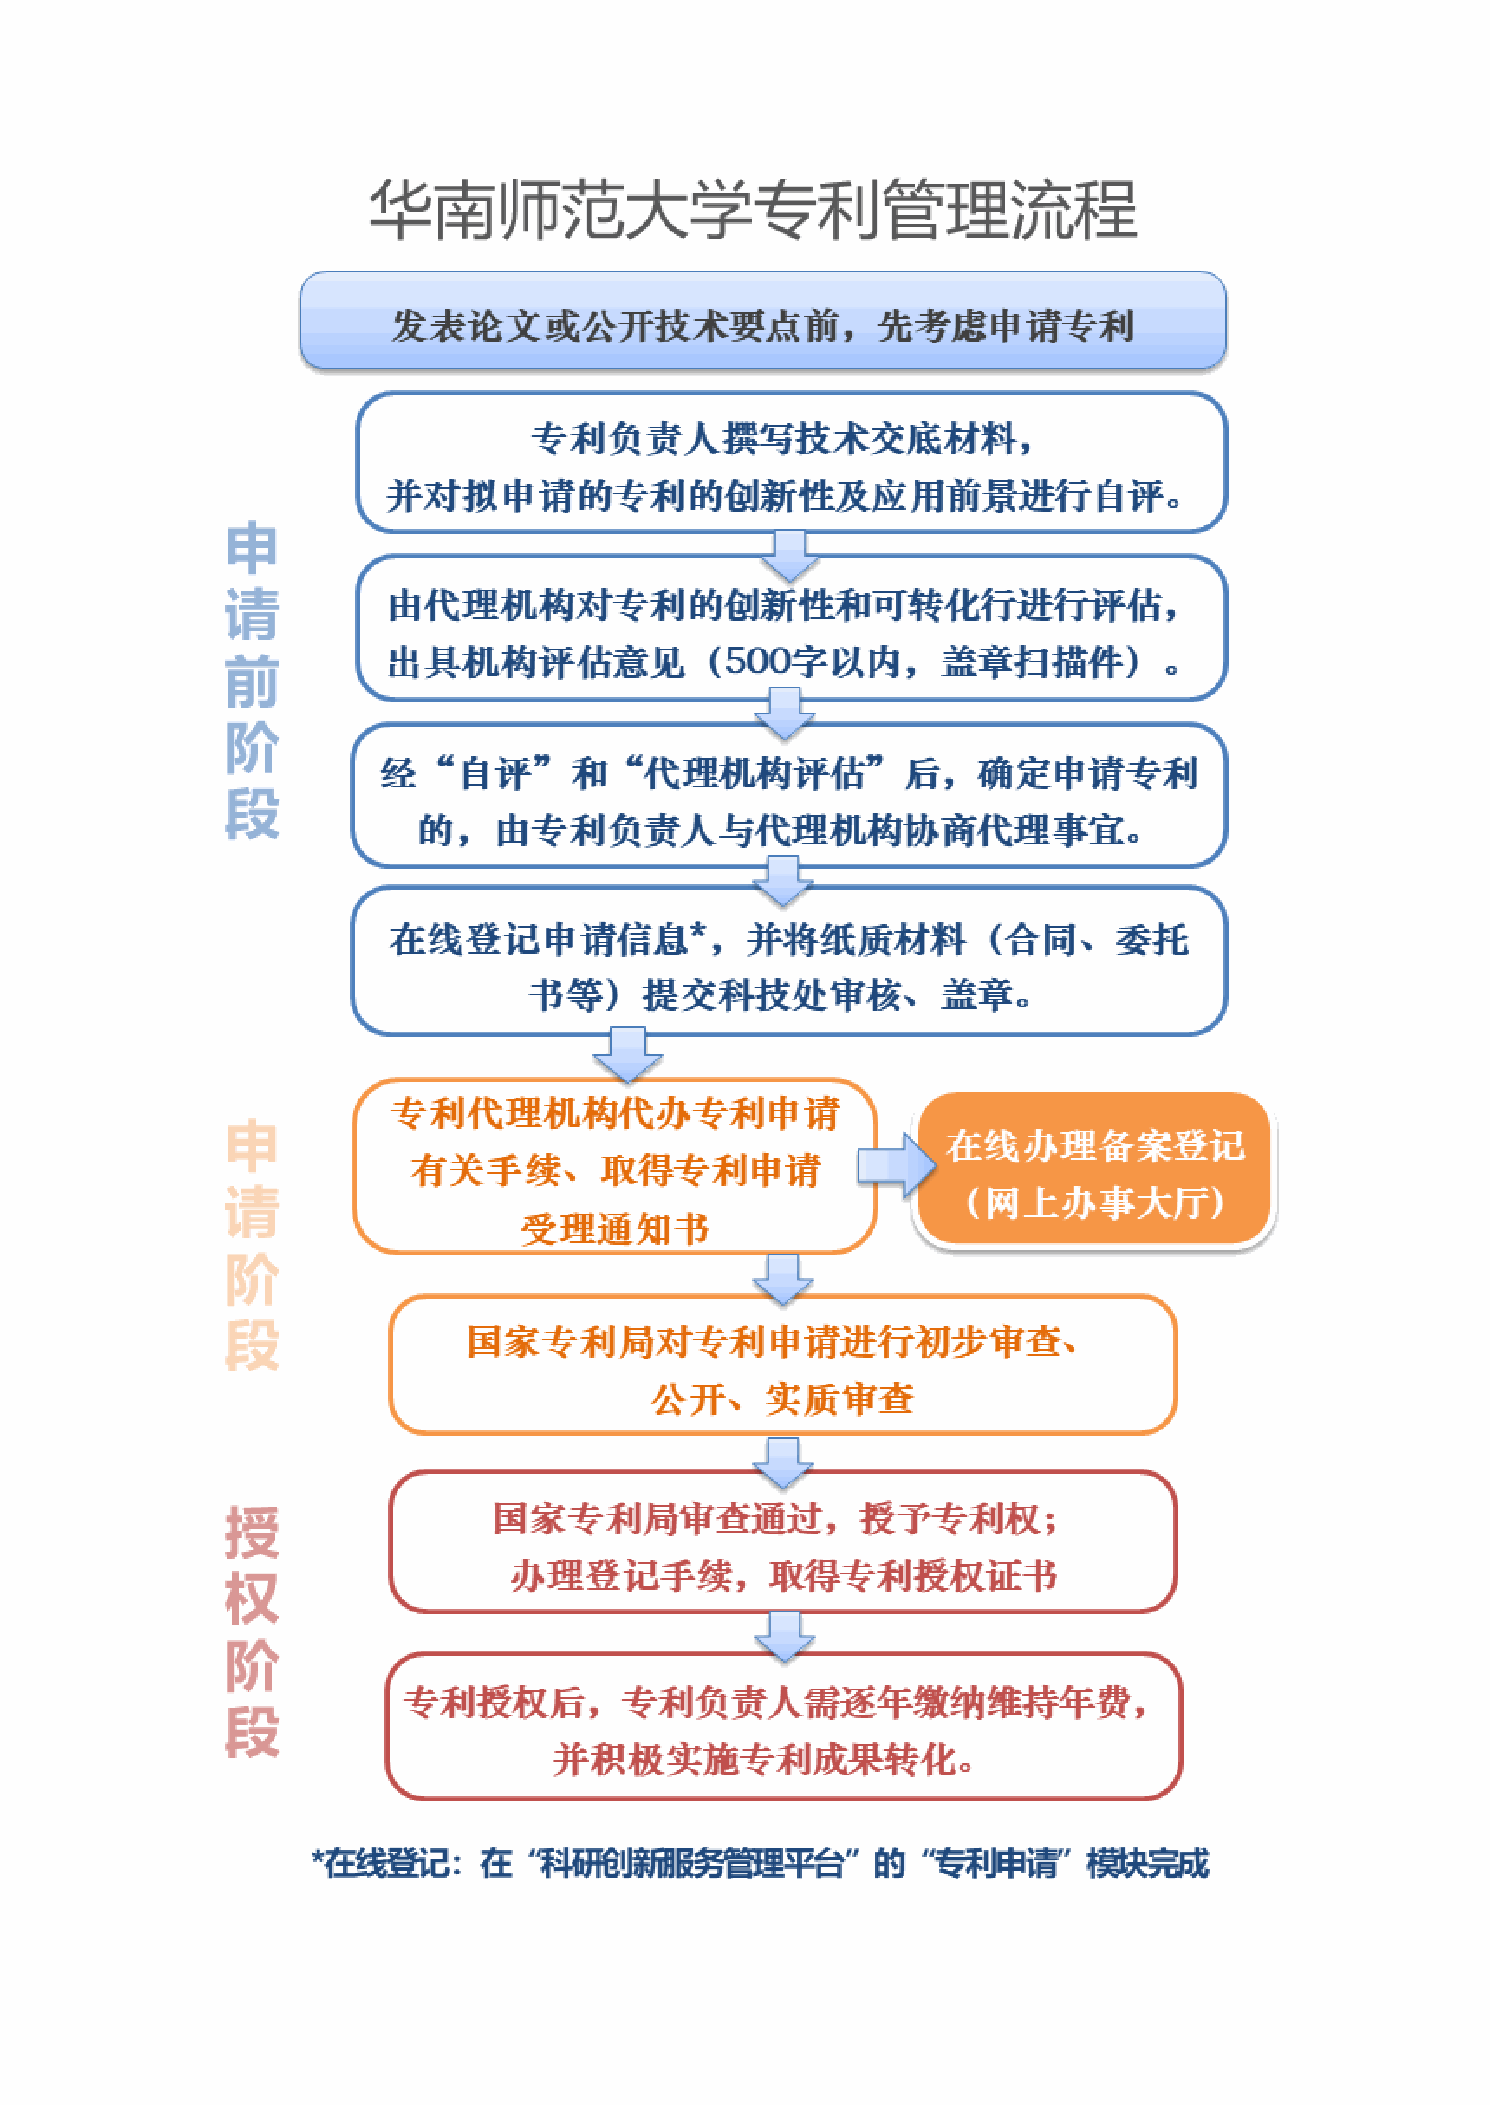 华南师范大学专利管理流程
发表论文或公开技术要点前，先考虑申请专利
申请前阶段
专利负责人撰写技术交底材料，
并对拟申请的专利的创新性及应用前景进行自评。
由代理机构对专利的创新性和可转化行进行评估，
出具机构评估意见（500字以内，盖章扫描件）。
经“自评”和“代理机构评估”后，确定申请专利
的，由专利负责人与代理机构协商代理事宜。
在线登记申请信息*，并将纸质材料（合同、委托
书等）提交科技处审核、盖章。
申请阶段
专利代理机构代办专利申请
有关手续、取得专利申请
受理通知书
在线办理备案登记
（网上办事大厅）
国家专利局对专利申请进行初步审查、
公开、实质审查
授权阶段
国家专利局审查通过，授予专利权；
办理登记手续，取得专利授权证书
专利授权后，专利负责人需逐年缴纳维持年费，
并积极实施专利成果转化。
*在线登记：在“科研创新服务管理平台”的“专利申请”模块完成